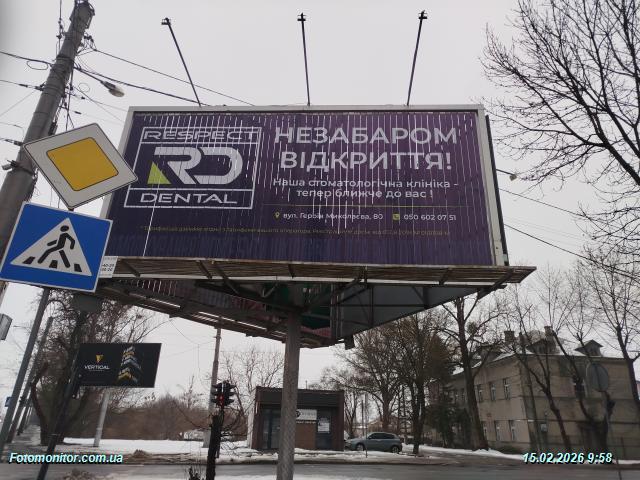 RESPECT
RD
DENTAL
НЕЗАБАРОМ
ВІДКРИТТЯ!
Наша стоматологічна клініка -
тепер ближче до вас !
вул. Героїв Миколаєва, 80
050 602 07 51
VERTICAL
Fotomonitor.com.ua
15.02.2026 9:58